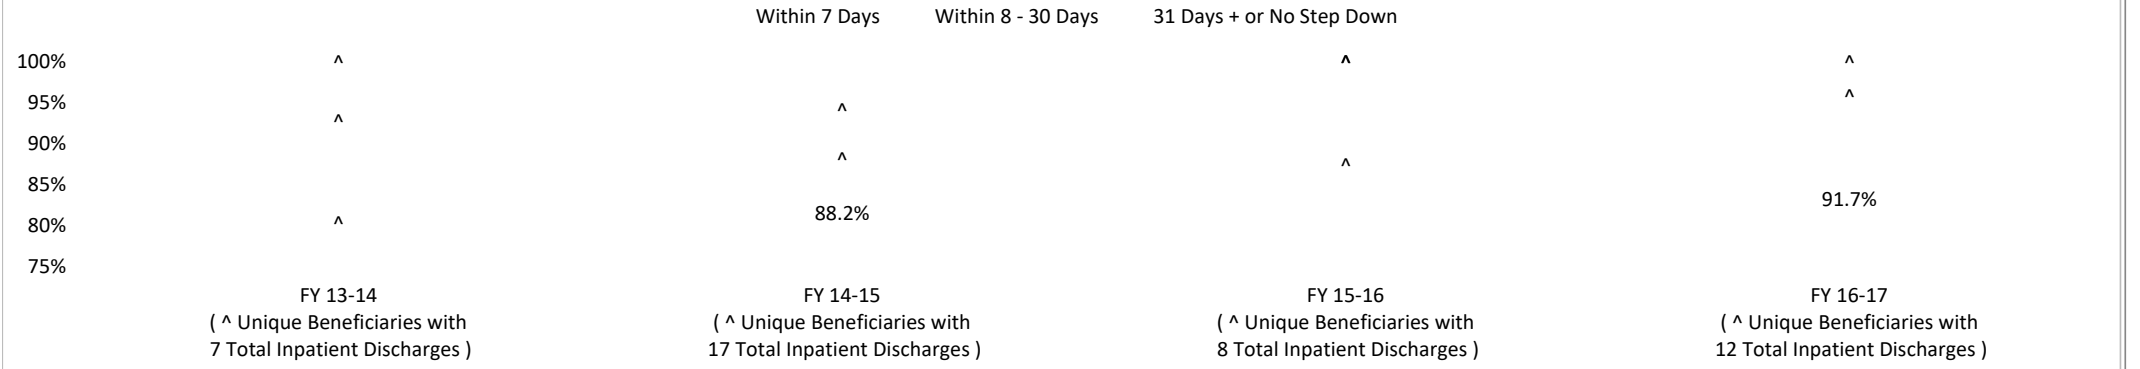 Within 7 Days Within 8 - 30 Days 31 Days + or No Step Down
100% ^ ^ ^
95% ^ ^
^
90%
^ ^
85%
88.2% 91.7%
80% ^
75%
FY 13-14 FY 14-15 FY 15-16 FY 16-17
( ^ Unique Beneficiaries with ( ^ Unique Beneficiaries with ( ^ Unique Beneficiaries with ( ^ Unique Beneficiaries with
7 Total Inpatient Discharges ) 17 Total Inpatient Discharges ) 8 Total Inpatient Discharges ) 12 Total Inpatient Discharges )